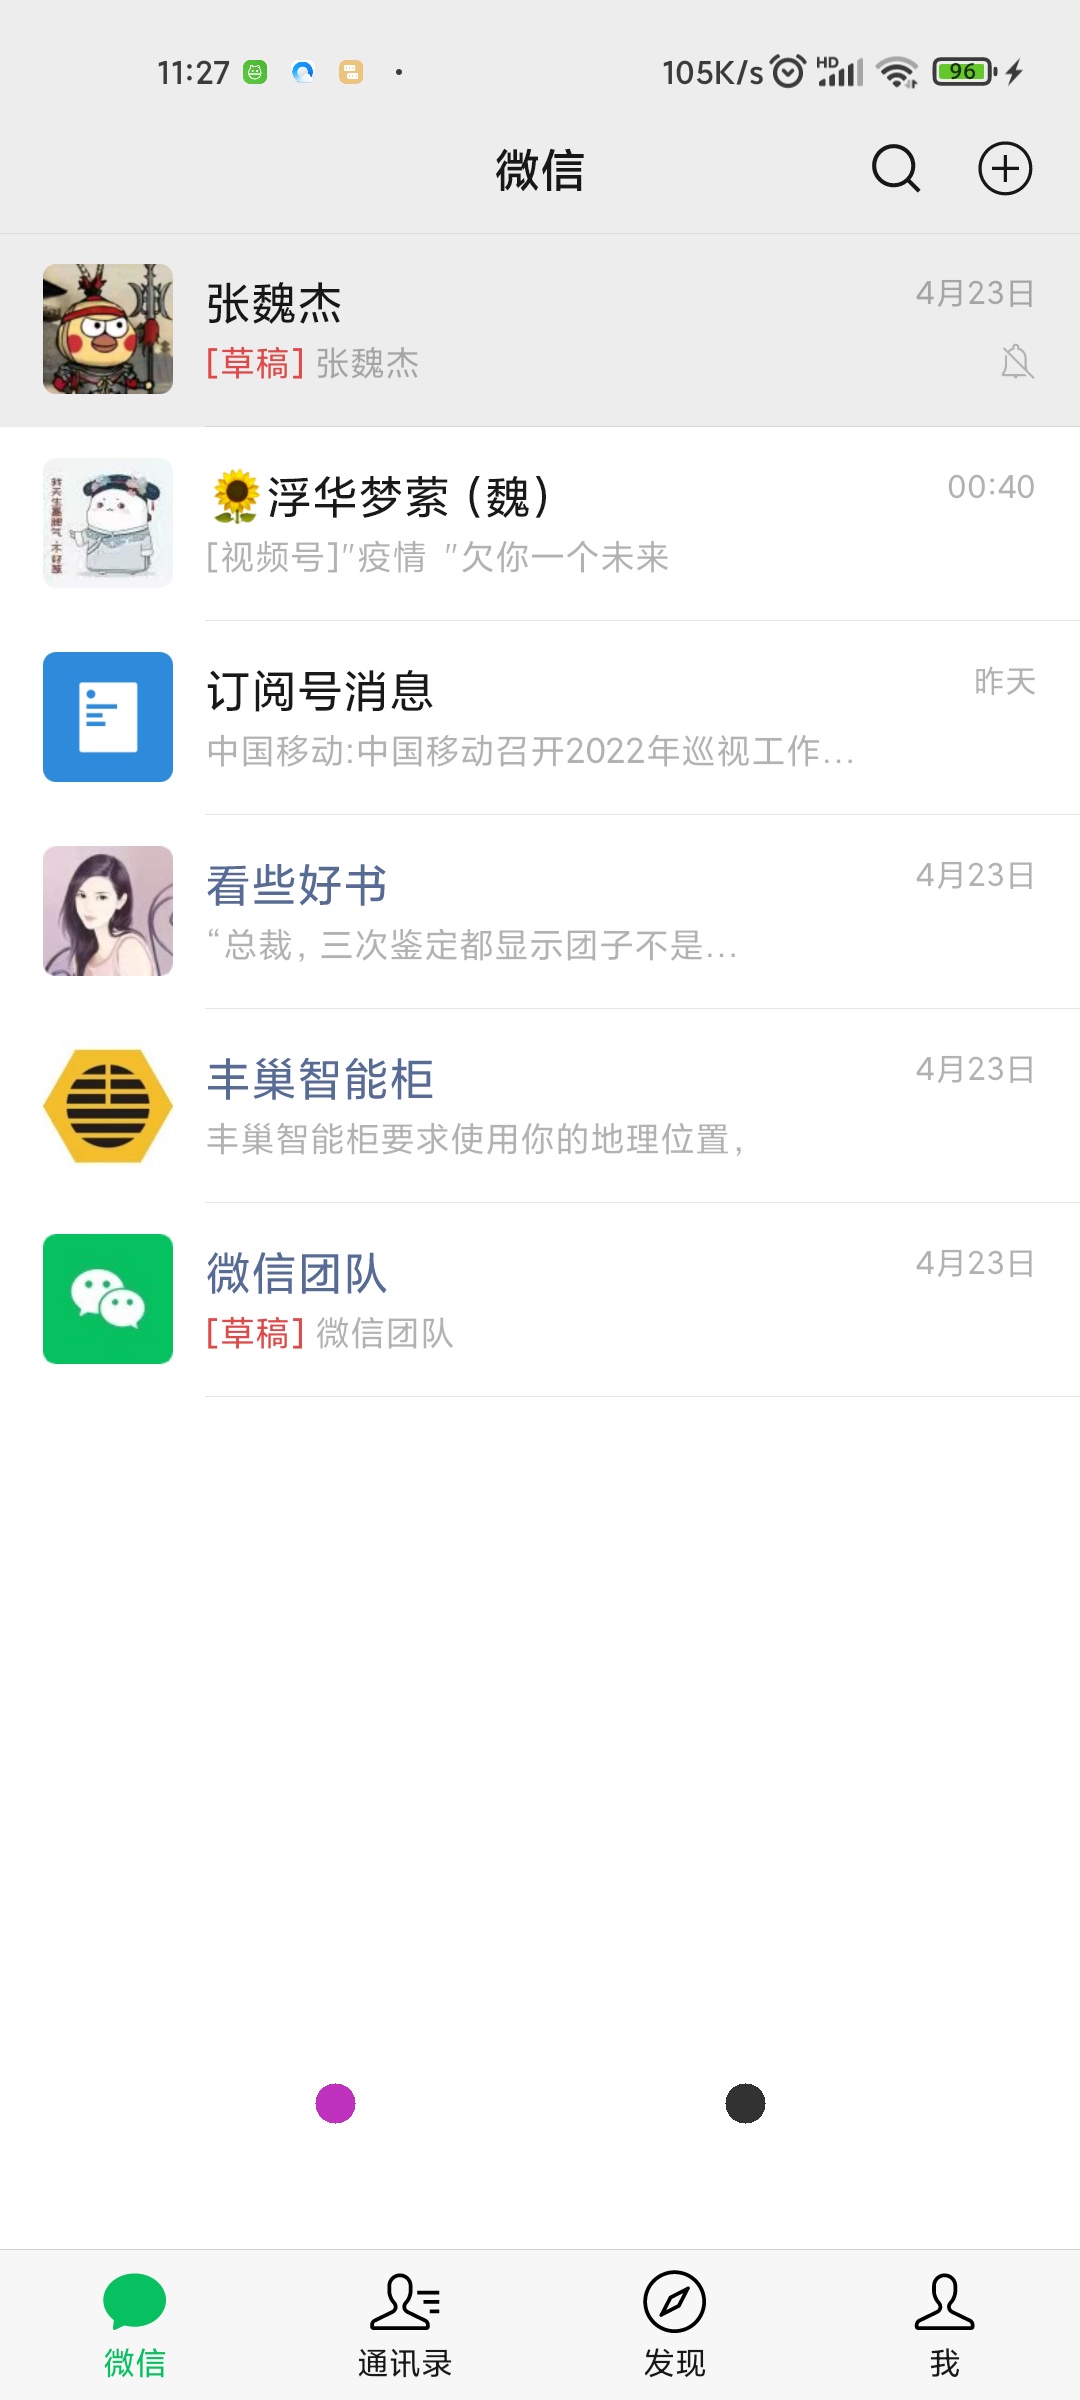 11:27
105K/s HD 96
微信
张魏杰
4月23日
[草稿] 张魏杰
🌻浮华梦萦（魏）
00:40
[视频号]"疫情 "欠你一个未来
订阅号消息
昨天
中国移动:中国移动召开2022年巡视工作...
看些好书
4月23日
“总裁，三次鉴定都显示团子不是...
丰巢智能柜
4月23日
丰巢智能柜要求使用你的地理位置，
微信团队
4月23日
[草稿] 微信团队
微信
通讯录
发现
我